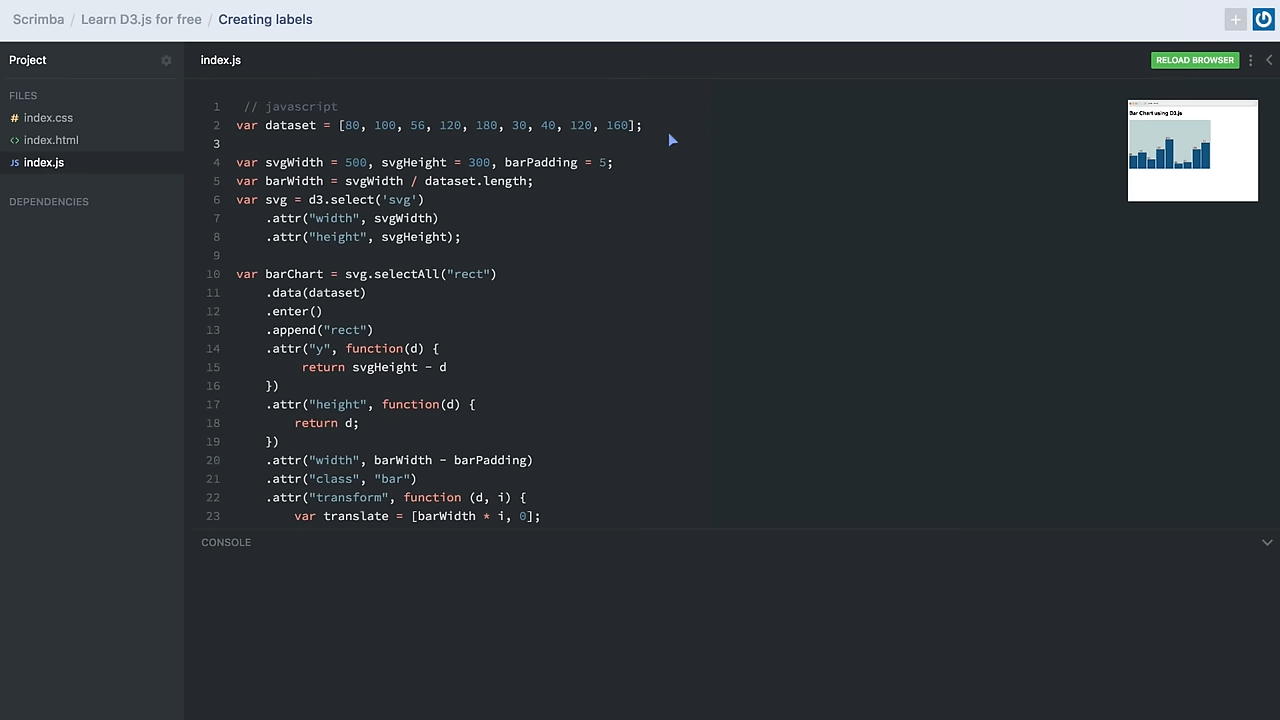 Scrimba / Learn D3.js for free / Creating labels
Project
FILES
# index.css
<> index.html
JS index.js
DEPENDENCIES
index.js
RELOAD BROWSER
1 // javascript
2 var dataset = [80, 100, 56, 120, 180, 30, 40, 120, 160];
3
4 var svgWidth = 500, svgHeight = 300, barPadding = 5;
5 var barWidth = svgWidth / dataset.length;
6 var svg = d3.select('svg')
7 .attr("width", svgWidth)
8 .attr("height", svgHeight);
9
10 var barChart = svg.selectAll("rect")
11 .data(dataset)
12 .enter()
13 .append("rect")
14 .attr("y", function(d) {
15 return svgHeight - d
16 })
17 .attr("height", function(d) {
18 return d;
19 })
20 .attr("width", barWidth - barPadding)
21 .attr("class", "bar")
22 .attr("transform", function (d, i) {
23 var translate = [barWidth * i, 0];
Bar Chart using D3.js
CONSOLE